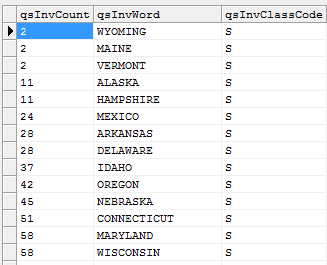 qsInvCount qsInvWord qsInvClassCode
2 WYOMING S
2 MAINE S
2 VERMONT S
11 ALASKA S
11 HAMPSHIRE S
24 MEXICO S
28 ARKANSAS S
28 DELAWARE S
37 IDAHO S
42 OREGON S
45 NEBRASKA S
51 CONNECTICUT S
58 MARYLAND S
58 WISCONSIN S